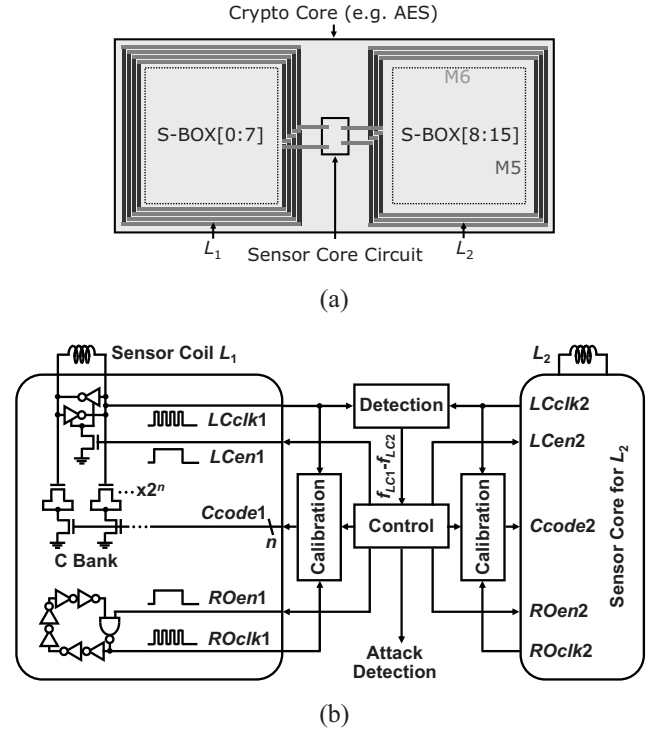 Crypto Core (e.g. AES)
M6
S-BOX[0:7]
S-BOX[8:15]
M5
L1
L2
Sensor Core Circuit
(a)
Sensor Coil L1
L2
LCclk1
Detection
LCclk2
LCen1
fLC1-fLC2
LCen2
...x2^n
Ccode1
n
Calibration
Control
Calibration
Ccode2
Sensor Core for L2
C Bank
ROen1
ROen2
ROclk1
Attack
Detection
ROclk2
(b)